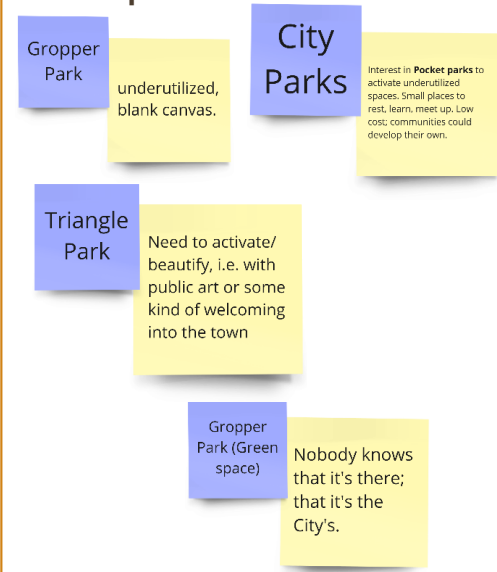 Gropper
Park
underutilized,
blank canvas.
City
Parks
Interest in Pocket parks to
activate underutilized
spaces. Small places to
rest, learn, meet up. Low
cost; communities could
develop their own.
Triangle
Park
Need to activate/
beautify, i.e. with
public art or some
kind of welcoming
into the town
Gropper
Park (Green
space)
Nobody knows
that it's there;
that it's the
City's.